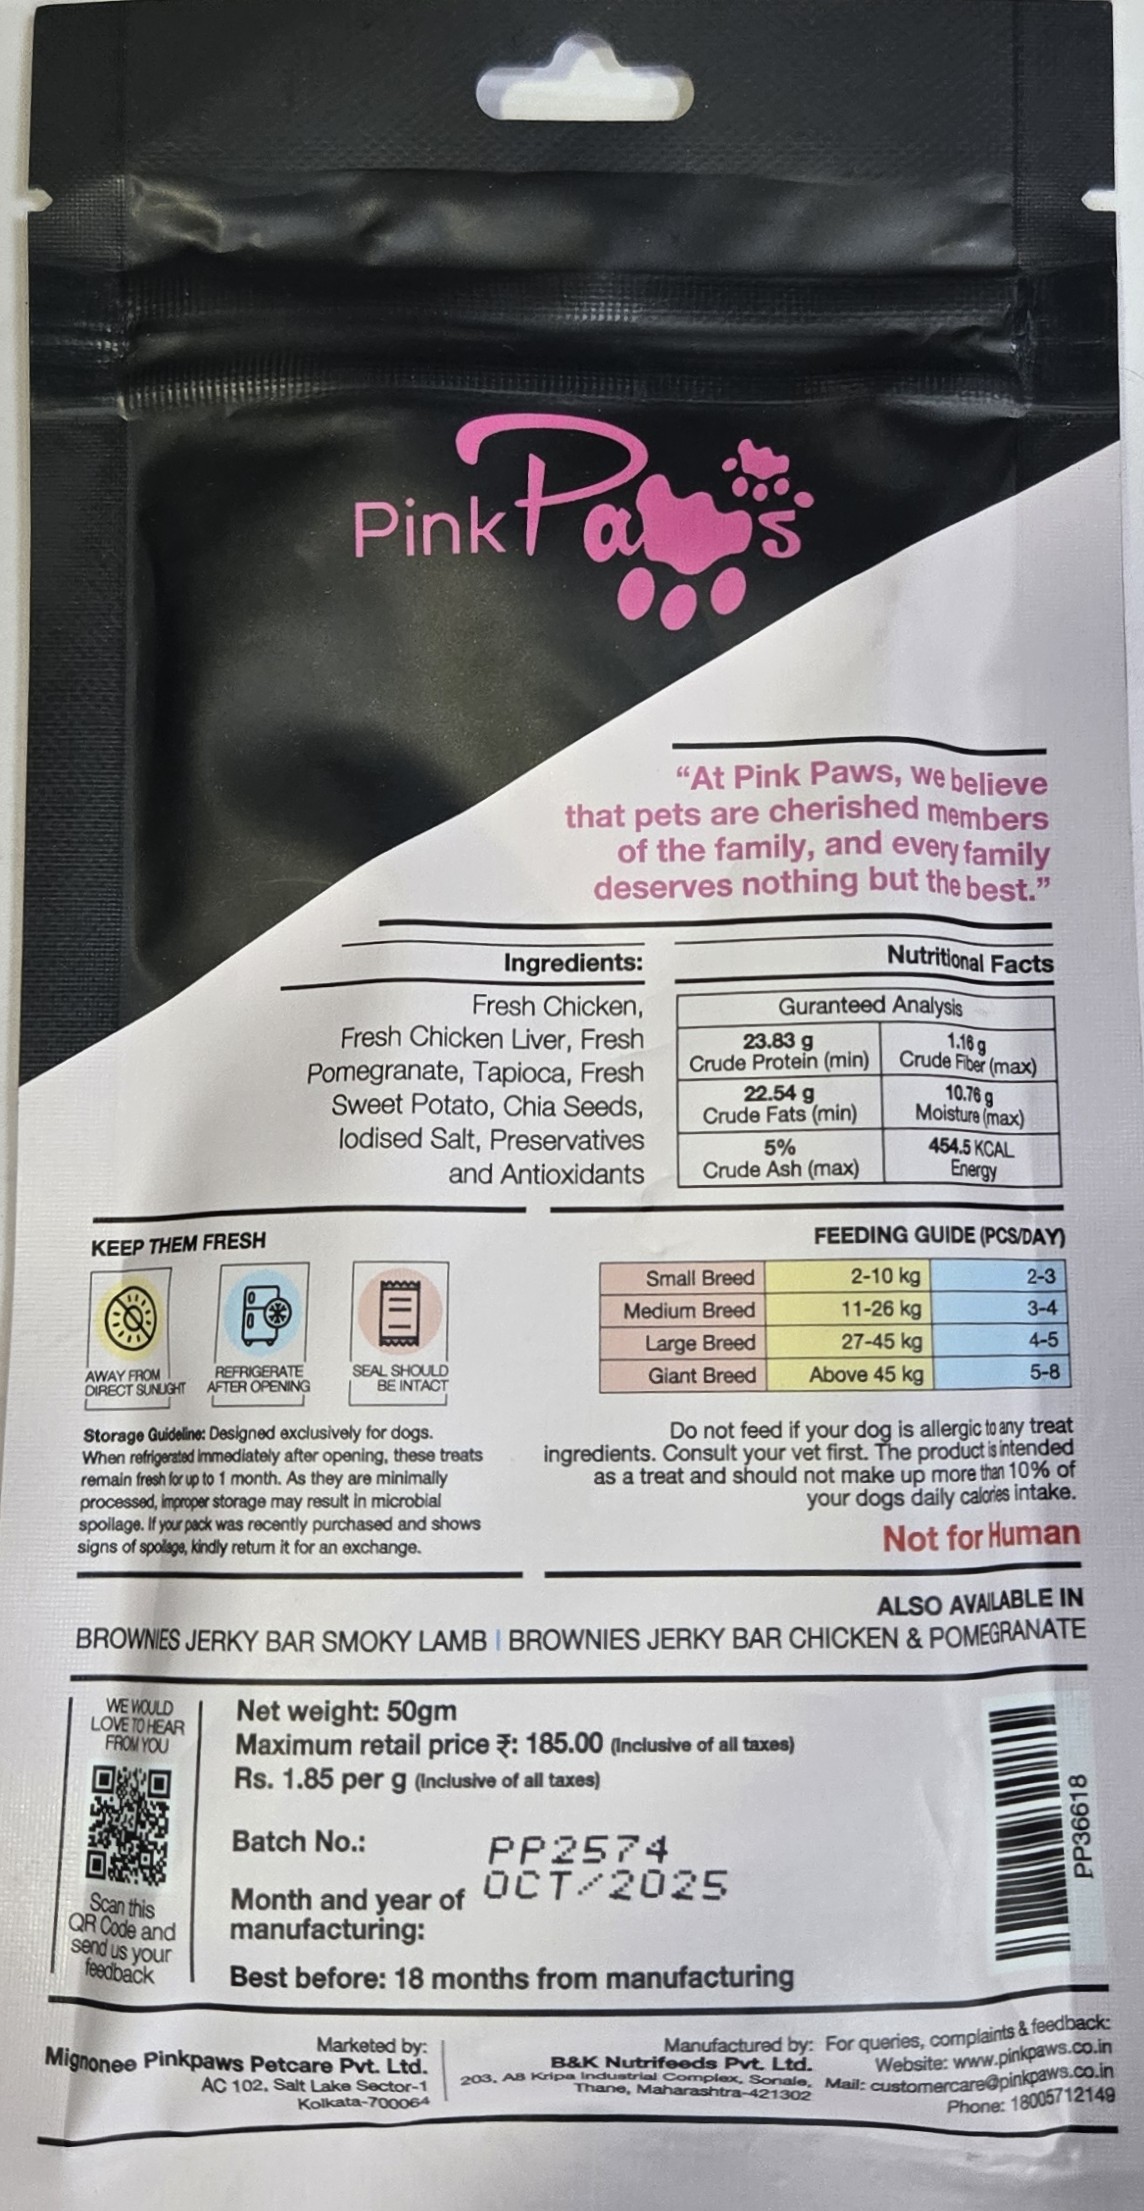 Pink Paws
“At Pink Paws, we believe
that pets are cherished members
of the family, and every family
deserves nothing but the best.”
Ingredients:
Fresh Chicken,
Fresh Chicken Liver, Fresh
Pomegranate, Tapioca, Fresh
Sweet Potato, Chia Seeds,
Iodised Salt, Preservatives
and Antioxidants
Nutritional Facts
Guranteed Analysis
23.83 g
Crude Protein (min)
1.16 g
Crude Fiber (max)
22.54 g
Crude Fats (min)
10.76 g
Moisture (max)
5%
Crude Ash (max)
454.5 KCAL
Energy
KEEP THEM FRESH
AWAY FROM
DIRECT SUNLIGHT
REFRIGERATE
AFTER OPENING
SEAL SHOULD
BE INTACT
Storage Guideline: Designed exclusively for dogs.
When refrigerated immediately after opening, these treats
remain fresh for up to 1 month. As they are minimally
processed, improper storage may result in microbial
spoilage. If your pack was recently purchased and shows
signs of spoilage, kindly return it for an exchange.
FEEDING GUIDE (PCS/DAY)
Small Breed 2-10 kg 2-3
Medium Breed 11-26 kg 3-4
Large Breed 27-45 kg 4-5
Giant Breed Above 45 kg 5-8
Do not feed if your dog is allergic to any treat
ingredients. Consult your vet first. The product is intended
as a treat and should not make up more than 10% of
your dogs daily calories intake.
Not for Human
ALSO AVAILABLE IN
BROWNIES JERKY BAR SMOKY LAMB | BROWNIES JERKY BAR CHICKEN & POMEGRANATE
WE WOULD
LOVE TO HEAR
FROM YOU
Scan this
QR Code and
send us your
feedback
Net weight: 50gm
Maximum retail price ₹: 185.00 (Inclusive of all taxes)
Rs. 1.85 per g (Inclusive of all taxes)
Batch No.: PP2574
Month and year of OCT/2025
manufacturing:
Best before: 18 months from manufacturing
PP36618
Marketed by:
Mignonee Pinkpaws Petcare Pvt. Ltd.
AC 102, Salt Lake Sector-1
Kolkata-700064
Manufactured by:
B&K Nutrifeeds Pvt. Ltd.
203, A8 Kripa Industrial Complex, Sonale,
Thane, Maharashtra-421302
For queries, complaints & feedback:
Website: www.pinkpaws.co.in
Mail: customercare@pinkpaws.co.in
Phone: 18005712149